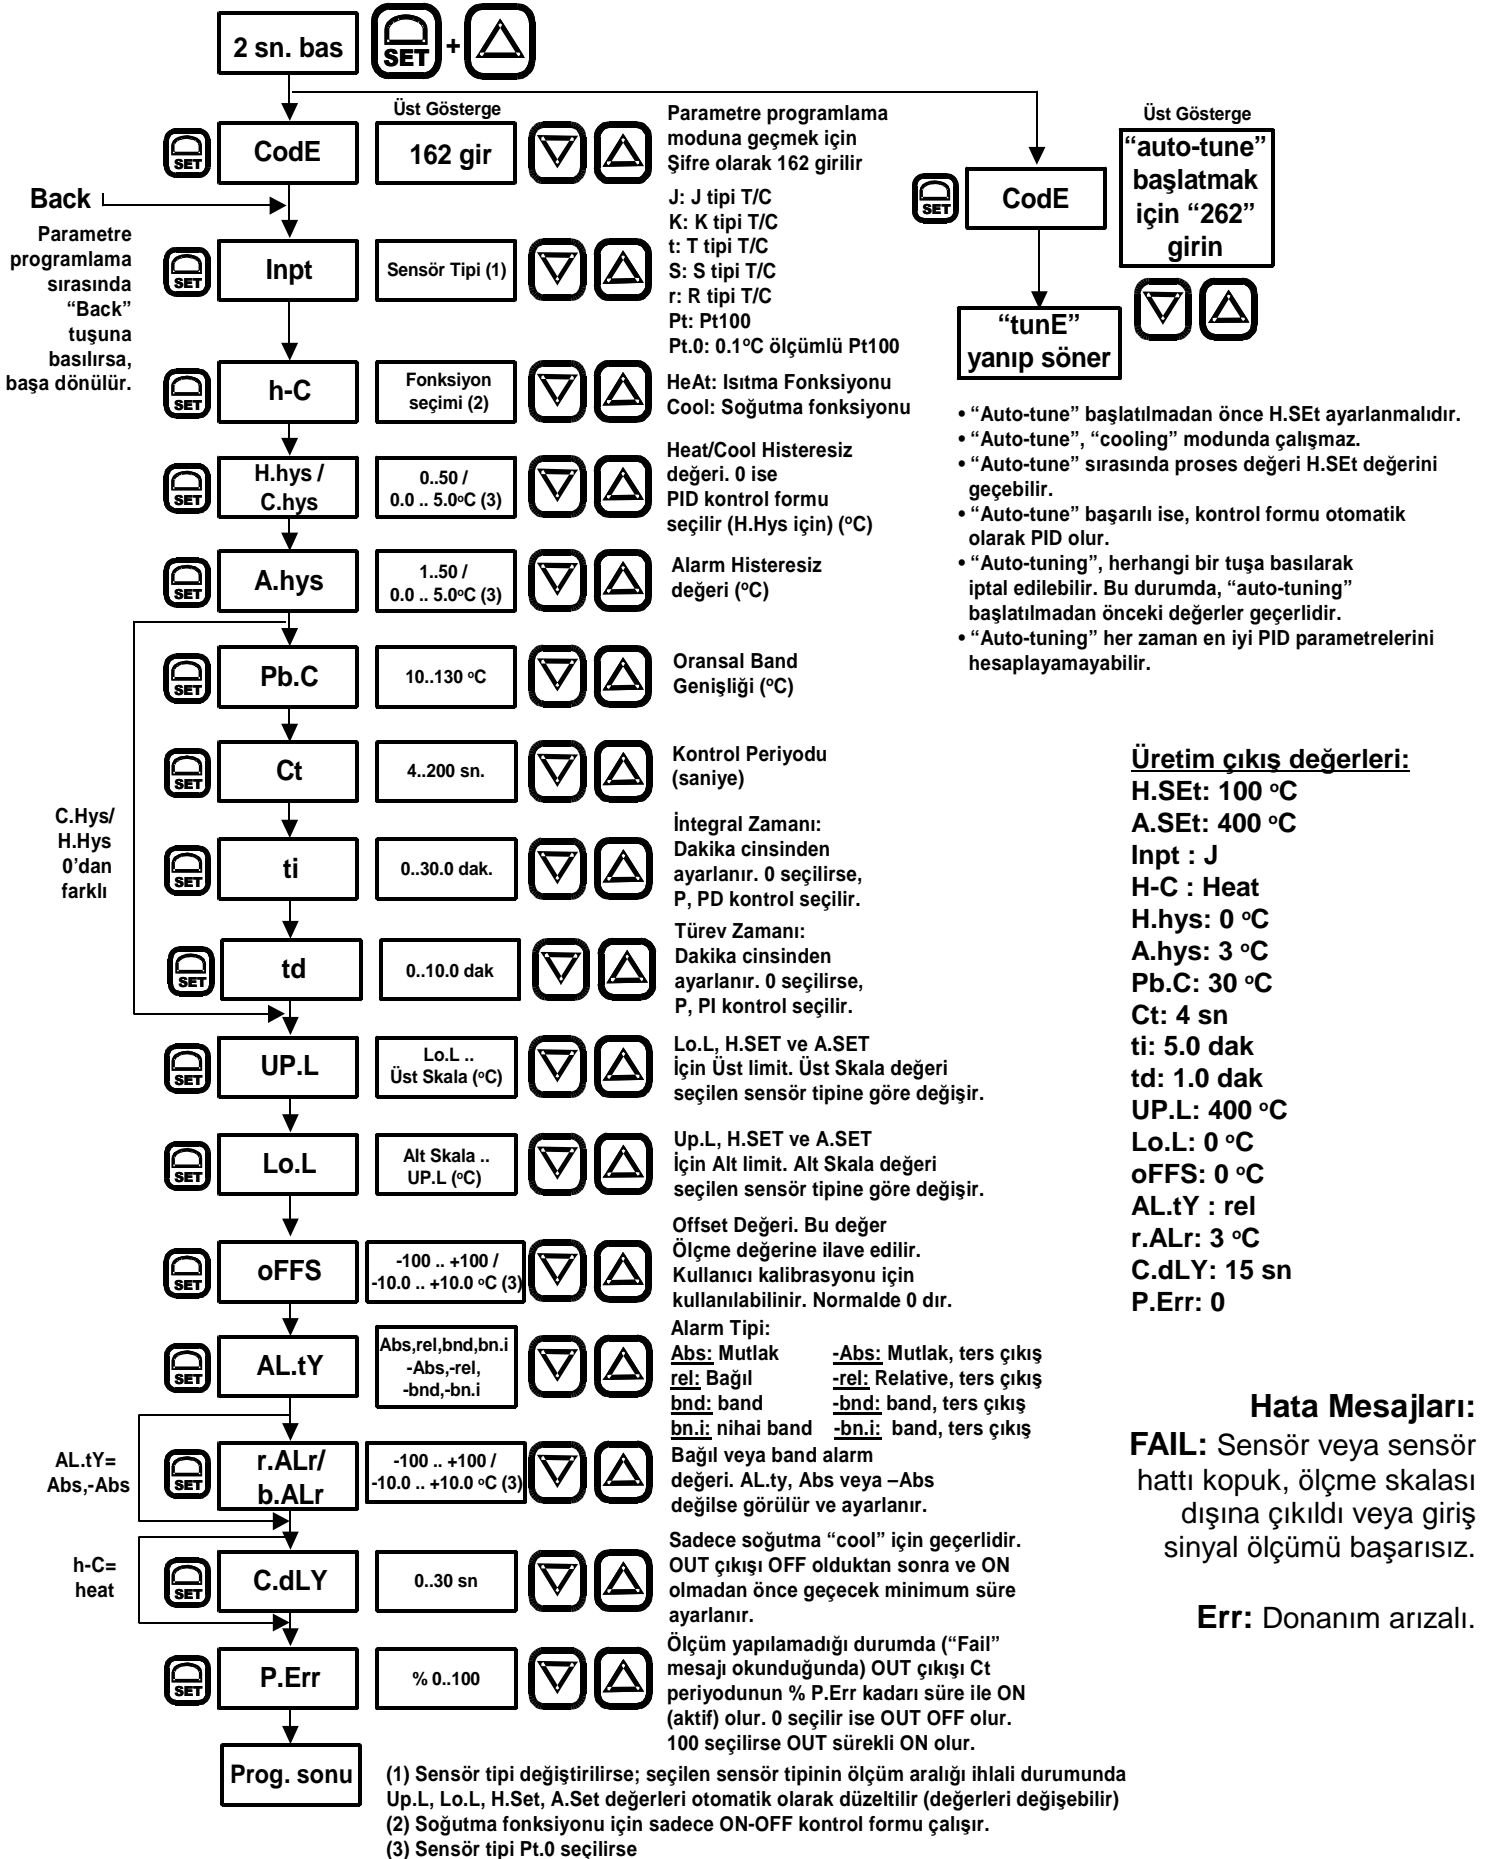 2 sn. bas
SET
+
Üst Gösterge
SET
CodE
162 gir
Parametre programlama
moduna geçmek için
Şifre olarak 162 girilir
Back
Parametre
programlama
sırasında
“Back”
tuşuna
basılırsa,
başa dönülür.
SET
Inpt
Sensör Tipi (1)
J: J tipi T/C
K: K tipi T/C
t: T tipi T/C
S: S tipi T/C
r: R tipi T/C
Pt: Pt100
Pt.0: 0.1ºC ölçümlü Pt100
SET
h-C
Fonksiyon
seçimi (2)
HeAt: Isıtma Fonksiyonu
Cool: Soğutma fonksiyonu
SET
H.hys /
C.hys
0..50 /
0.0 .. 5.0ºC (3)
Heat/Cool Histeresiz
değeri. 0 ise
PID kontrol formu
seçilir (H.Hys için) (ºC)
SET
A.hys
1..50 /
0.0 .. 5.0ºC (3)
Alarm Histeresiz
değeri (ºC)
C.Hys/
H.Hys
0’dan
farklı
SET
Pb.C
10..130 ºC
Oransal Band
Genişliği (ºC)
SET
Ct
4..200 sn.
Kontrol Periyodu
(saniye)
SET
ti
0..30.0 dak.
İntegral Zamanı:
Dakika cinsinden
ayarlanır. 0 seçilirse,
P, PD kontrol seçilir.
SET
td
0..10.0 dak
Türev Zamanı:
Dakika cinsinden
ayarlanır. 0 seçilirse,
P, PI kontrol seçilir.
SET
UP.L
Lo.L ..
Üst Skala (ºC)
Lo.L, H.SET ve A.SET
İçin Üst limit. Üst Skala değeri
seçilen sensör tipine göre değişir.
SET
Lo.L
Alt Skala ..
UP.L (ºC)
Up.L, H.SET ve A.SET
İçin Alt limit. Alt Skala değeri
seçilen sensör tipine göre değişir.
SET
oFFS
-100 .. +100 /
-10.0 .. +10.0 ºC (3)
Offset Değeri. Bu değer
Ölçme değerine ilave edilir.
Kullanıcı kalibrasyonu için
kullanılabilinir. Normalde 0 dır.
SET
AL.tY
Abs,rel,bnd,bn.i
-Abs,-rel,
-bnd,-bn.i
Alarm Tipi:
Abs: Mutlak -Abs: Mutlak, ters çıkış
rel: Bağıl -rel: Relative, ters çıkış
bnd: band -bnd: band, ters çıkış
bn.i: nihai band -bn.i: band, ters çıkış
AL.tY=
Abs,-Abs
SET
r.ALr/
b.ALr
-100 .. +100 /
-10.0 .. +10.0 ºC (3)
Bağıl veya band alarm
değeri. AL.ty, Abs veya –Abs
değilse görülür ve ayarlanır.
h-C=
heat
SET
C.dLY
0..30 sn
Sadece soğutma “cool” için geçerlidir.
OUT çıkışı OFF olduktan sonra ve ON
olmadan önce geçecek minimum süre
ayarlanır.
SET
P.Err
% 0..100
Ölçüm yapılamadığı durumda (“Fail”
mesajı okunduğunda) OUT çıkışı Ct
periyodunun % P.Err kadarı süre ile ON
(aktif) olur. 0 seçilir ise OUT OFF olur.
100 seçilirse OUT sürekli ON olur.
Prog. sonu
(1) Sensör tipi değiştirilirse; seçilen sensör tipinin ölçüm aralığı ihlali durumunda
Up.L, Lo.L, H.Set, A.Set değerleri otomatik olarak düzeltilir (değerleri değişebilir)
(2) Soğutma fonksiyonu için sadece ON-OFF kontrol formu çalışır.
(3) Sensör tipi Pt.0 seçilirse
Üst Gösterge
SET
CodE
“auto-tune”
başlatmak
için “262”
girin
“tunE”
yanıp söner
• “Auto-tune” başlatılmadan önce H.SEt ayarlanmalıdır.
• “Auto-tune”, “cooling” modunda çalışmaz.
• “Auto-tune” sırasında proses değeri H.SEt değerini
geçebilir.
• “Auto-tune” başarılı ise, kontrol formu otomatik
olarak PID olur.
• “Auto-tuning”, herhangi bir tuşa basılarak
iptal edilebilir. Bu durumda, “auto-tuning”
başlatılmadan önceki değerler geçerlidir.
• “Auto-tuning” her zaman en iyi PID parametrelerini
hesaplayamayabilir.
Üretim çıkış değerleri:
H.SEt: 100 ºC
A.SEt: 400 ºC
Inpt : J
H-C : Heat
H.hys: 0 ºC
A.hys: 3 ºC
Pb.C: 30 ºC
Ct: 4 sn
ti: 5.0 dak
td: 1.0 dak
UP.L: 400 ºC
Lo.L: 0 ºC
oFFS: 0 ºC
AL.tY : rel
r.ALr: 3 ºC
C.dLY: 15 sn
P.Err: 0
Hata Mesajları:
FAIL: Sensör veya sensör
hattı kopuk, ölçme skalası
dışına çıkıldı veya giriş
sinyal ölçümü başarısız.
Err: Donanım arızalı.